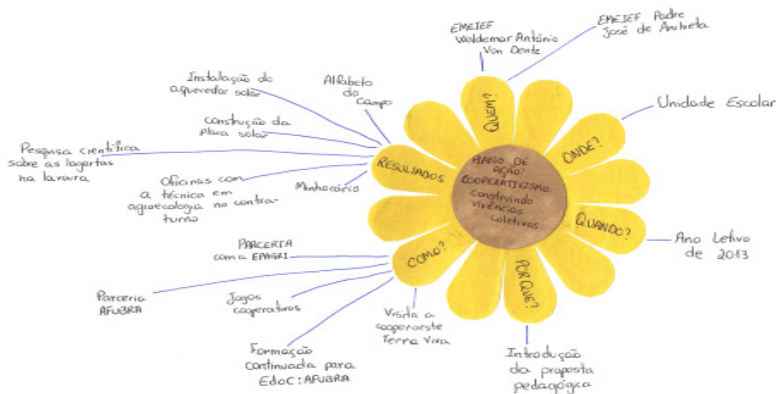 EMEIEF
Waldemar Antônio
Von Dentz
EMEIEF Padre
José de Anchieta
QUEM?
Unidade Escolar
ONDE?
Ano Letivo
de 2013
QUANDO?
PORQUE?
Introdução
da proposta
pedagógica
COMO?
PARCERIA
com a EPAGRI
Parceria
AFUBRA
Jogos
cooperativos
Formação
continuada para
EdoC: AFUBRA
Visita a
cooperoeste
Terra Viva
RESULTADOS
Alfabeto
do
Campo
Instalação do
aquecedor solar
construção da
placa solar
Pesquisa científica
sobre as lagartas
na lavoura
Oficinas com
a técnica em
agroecologia no contra-
turno
Minhocário
PLANO DE
AÇÃO:
COOPERATIVISMO
Construindo
vivências
coletivas